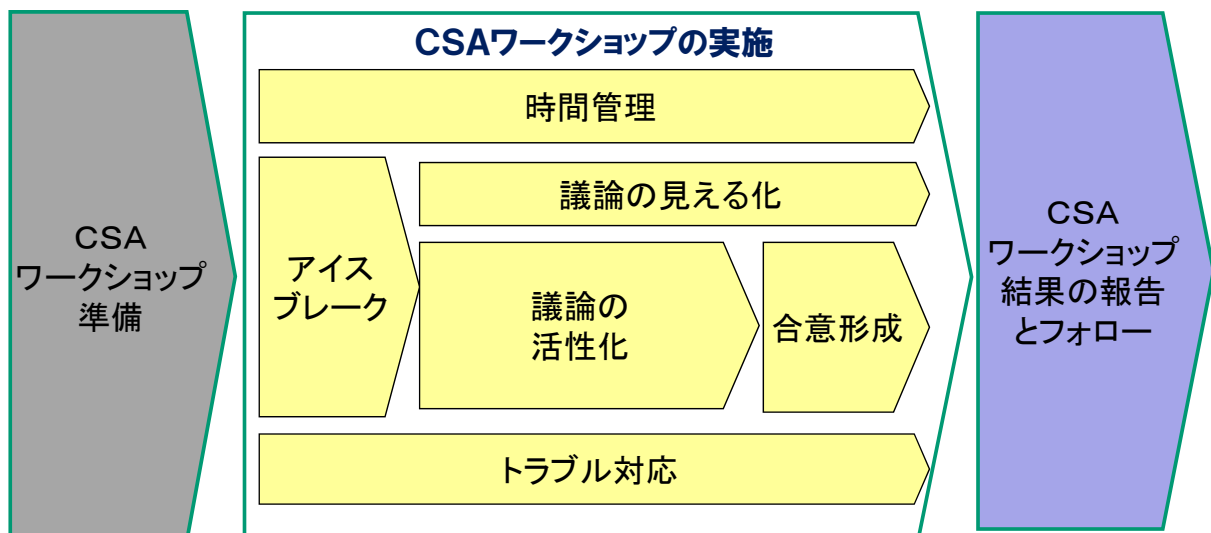 CSA
ワークショップ
準備
CSAワークショップの実施
時間管理
アイス
ブレーク
議論の見える化
議論の
活性化
合意形成
トラブル対応
CSA
ワークショップ
結果の報告
とフォロー